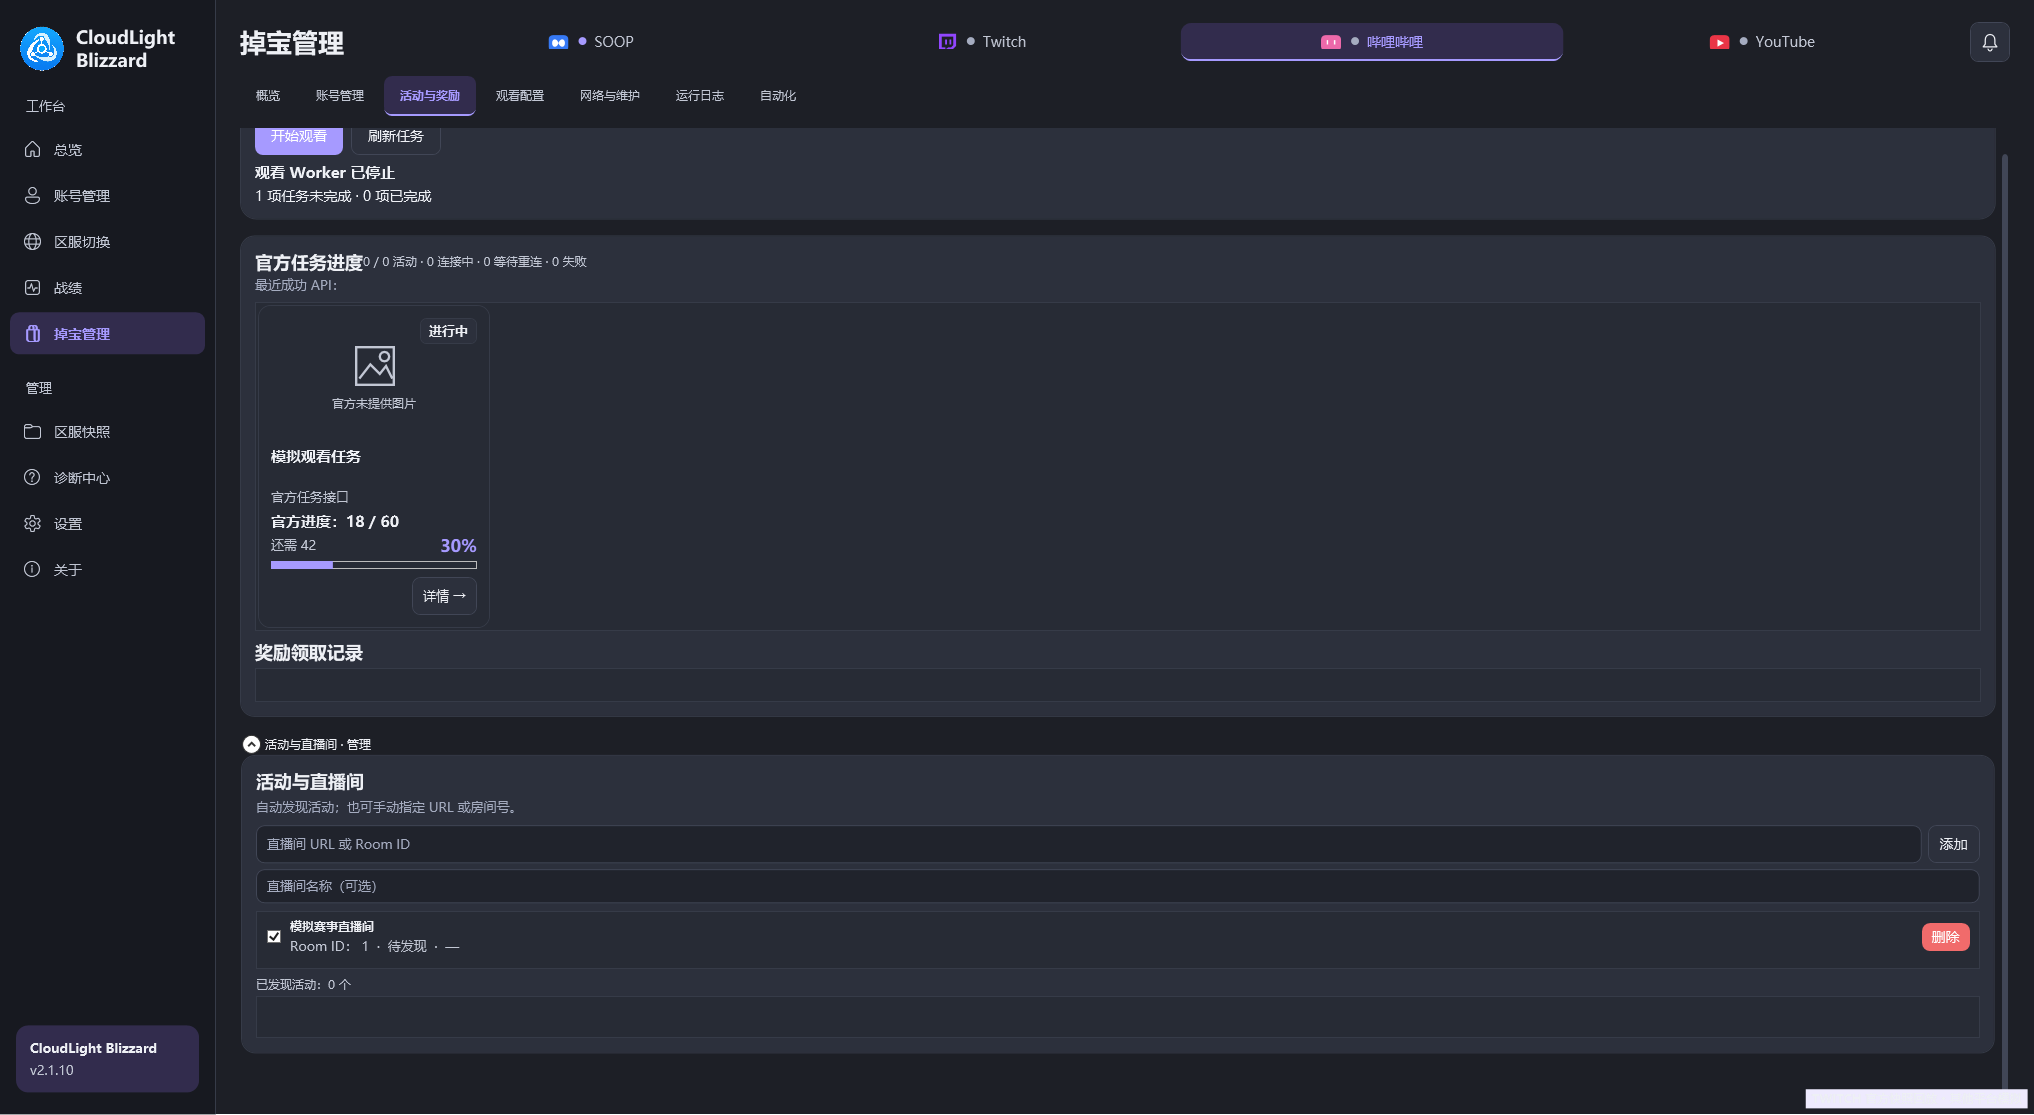 CloudLight
Blizzard
工作台
总览
账号管理
区服切换
战绩
掉宝管理
管理
区服快照
诊断中心
设置
关于
CloudLight Blizzard
v2.1.10
掉宝管理
SOOP
Twitch
哔哩哔哩
YouTube
概览
账号管理
活动与奖励
观看配置
网络与维护
运行日志
自动化
开始观看
刷新任务
观看 Worker 已停止
1 项任务未完成 · 0 项已完成
官方任务进度0 / 0 活动 · 0 连接中 · 0 等待重连 · 0 失败
最近成功 API：
进行中
官方未提供图片
模拟观看任务
官方任务接口
官方进度：18 / 60
还需 42
30%
详情 →
奖励领取记录
活动与直播间 · 管理
活动与直播间
自动发现活动；也可手动指定 URL 或房间号。
直播间 URL 或 Room ID
添加
直播间名称（可选）
模拟赛事直播间
Room ID： 1 · 待发现 · —
删除
已发现活动：0 个